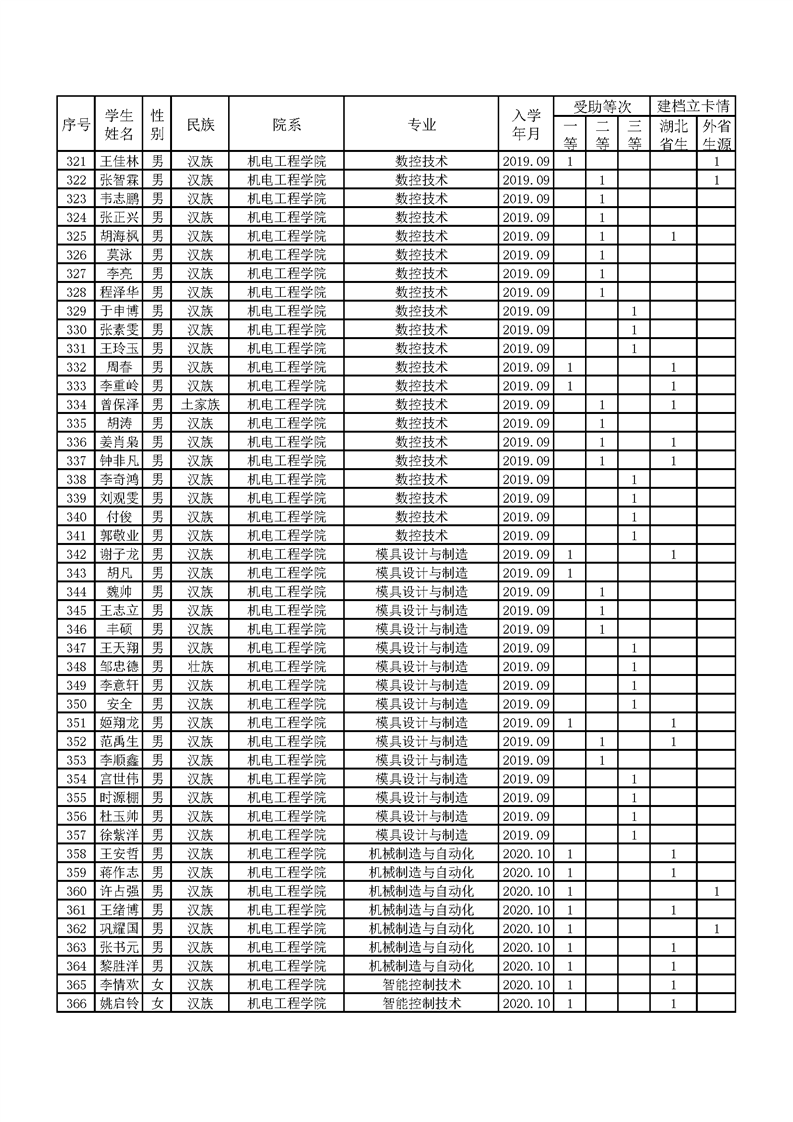 序号 学生姓名 性别 民族 院系 专业 入学年月 受助等次 建档立卡情
一等 二等 三等 湖北省生 外省生源
321 王佳林 男 汉族 机电工程学院 数控技术 2019.09 1 1
322 张智霖 男 汉族 机电工程学院 数控技术 2019.09 1 1
323 韦志鹏 男 汉族 机电工程学院 数控技术 2019.09 1
324 张正兴 男 汉族 机电工程学院 数控技术 2019.09 1
325 胡海枫 男 汉族 机电工程学院 数控技术 2019.09 1 1
326 莫泳 男 汉族 机电工程学院 数控技术 2019.09 1
327 李亮 男 汉族 机电工程学院 数控技术 2019.09 1
328 程泽华 男 汉族 机电工程学院 数控技术 2019.09 1
329 于申博 男 汉族 机电工程学院 数控技术 2019.09 1
330 张素雯 男 汉族 机电工程学院 数控技术 2019.09 1
331 王玲玉 男 汉族 机电工程学院 数控技术 2019.09 1
332 周春 男 汉族 机电工程学院 数控技术 2019.09 1 1
333 李重岭 男 汉族 机电工程学院 数控技术 2019.09 1 1
334 曾保泽 男 土家族 机电工程学院 数控技术 2019.09 1 1
335 胡涛 男 汉族 机电工程学院 数控技术 2019.09 1
336 姜肖枭 男 汉族 机电工程学院 数控技术 2019.09 1 1
337 钟非凡 男 汉族 机电工程学院 数控技术 2019.09 1 1
338 李奇鸿 男 汉族 机电工程学院 数控技术 2019.09 1
339 刘观雯 男 汉族 机电工程学院 数控技术 2019.09 1
340 付俊 男 汉族 机电工程学院 数控技术 2019.09 1
341 郭敬业 男 汉族 机电工程学院 数控技术 2019.09 1
342 谢子龙 男 汉族 机电工程学院 模具设计与制造 2019.09 1 1
343 胡凡 男 汉族 机电工程学院 模具设计与制造 2019.09 1
344 魏帅 男 汉族 机电工程学院 模具设计与制造 2019.09 1
345 王志立 男 汉族 机电工程学院 模具设计与制造 2019.09 1
346 丰硕 男 汉族 机电工程学院 模具设计与制造 2019.09 1
347 王天翔 男 汉族 机电工程学院 模具设计与制造 2019.09 1
348 邹忠德 男 壮族 机电工程学院 模具设计与制造 2019.09 1
349 李意轩 男 汉族 机电工程学院 模具设计与制造 2019.09 1
350 安全 男 汉族 机电工程学院 模具设计与制造 2019.09 1
351 姬翔龙 男 汉族 机电工程学院 模具设计与制造 2019.09 1 1
352 范禹生 男 汉族 机电工程学院 模具设计与制造 2019.09 1 1
353 李顺鑫 男 汉族 机电工程学院 模具设计与制造 2019.09 1
354 宫世伟 男 汉族 机电工程学院 模具设计与制造 2019.09 1
355 时源棚 男 汉族 机电工程学院 模具设计与制造 2019.09 1
356 杜玉帅 男 汉族 机电工程学院 模具设计与制造 2019.09 1
357 徐紫洋 男 汉族 机电工程学院 模具设计与制造 2019.09 1
358 王安哲 男 汉族 机电工程学院 机械制造与自动化 2020.10 1 1
359 蒋作志 男 汉族 机电工程学院 机械制造与自动化 2020.10 1 1
360 许占强 男 汉族 机电工程学院 机械制造与自动化 2020.10 1 1
361 王绪博 男 汉族 机电工程学院 机械制造与自动化 2020.10 1 1
362 巩耀国 男 汉族 机电工程学院 机械制造与自动化 2020.10 1 1
363 张书元 男 汉族 机电工程学院 机械制造与自动化 2020.10 1 1
364 黎胜洋 男 汉族 机电工程学院 机械制造与自动化 2020.10 1 1
365 李情欢 女 汉族 机电工程学院 智能控制技术 2020.10 1 1
366 姚启铃 女 汉族 机电工程学院 智能控制技术 2020.10 1 1